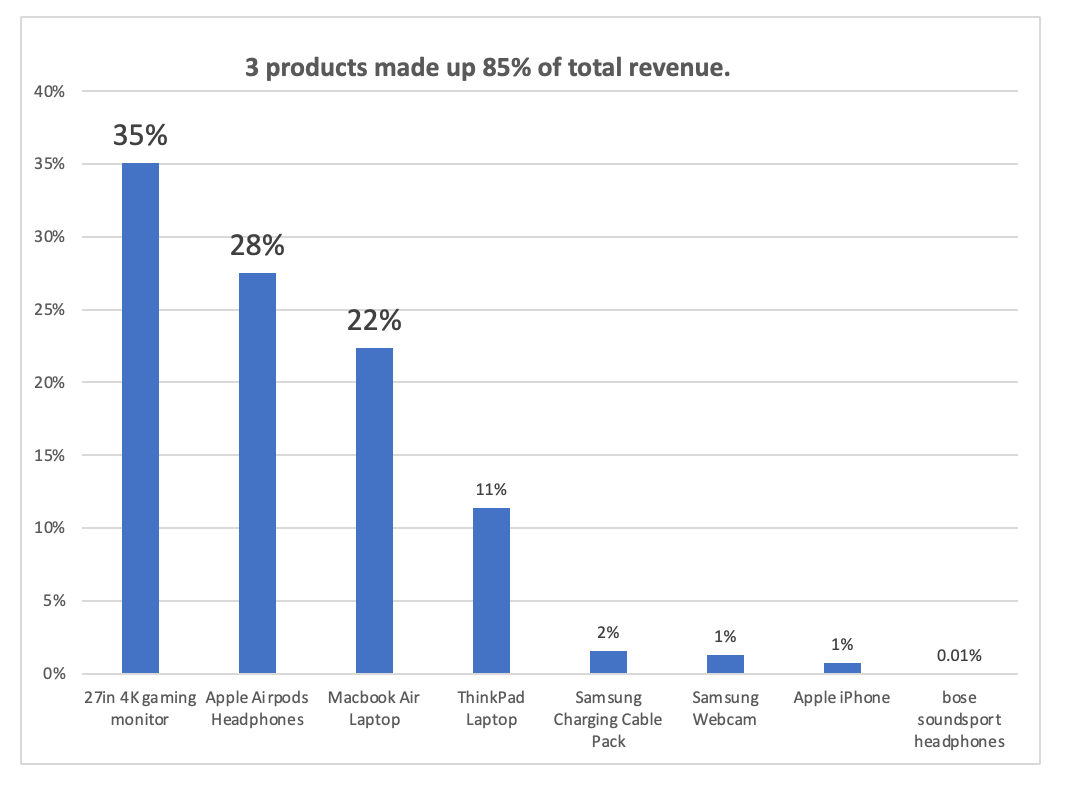 3 products made up 85% of total revenue.
40%
35%
30%
25%
20%
15%
10%
5%
0%
35%
28%
22%
11%
2%
1%
1%
0.01%
27in 4K gaming
monitor
Apple Airpods
Headphones
Macbook Air
Laptop
ThinkPad
Laptop
Samsung
Charging Cable
Pack
Samsung
Webcam
Apple iPhone
bose
soundsport
headphones